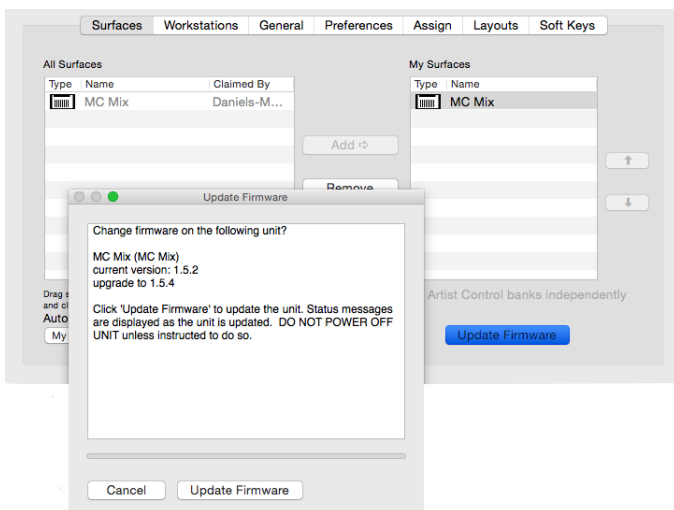 Surfaces Workstations General Preferences Assign Layouts Soft Keys
All Surfaces
Type Name Claimed By
MC Mix Daniels-M...
My Surfaces
Type Name
MC Mix
Add
Remove
Update Firmware
Change firmware on the following unit?
MC Mix (MC Mix)
current version: 1.5.2
upgrade to 1.5.4
Click 'Update Firmware' to update the unit. Status messages
are displayed as the unit is updated. DO NOT POWER OFF
UNIT unless instructed to do so.
Cancel Update Firmware
Drag
and
Auto
My
Artist Control banks independently
Update Firmware